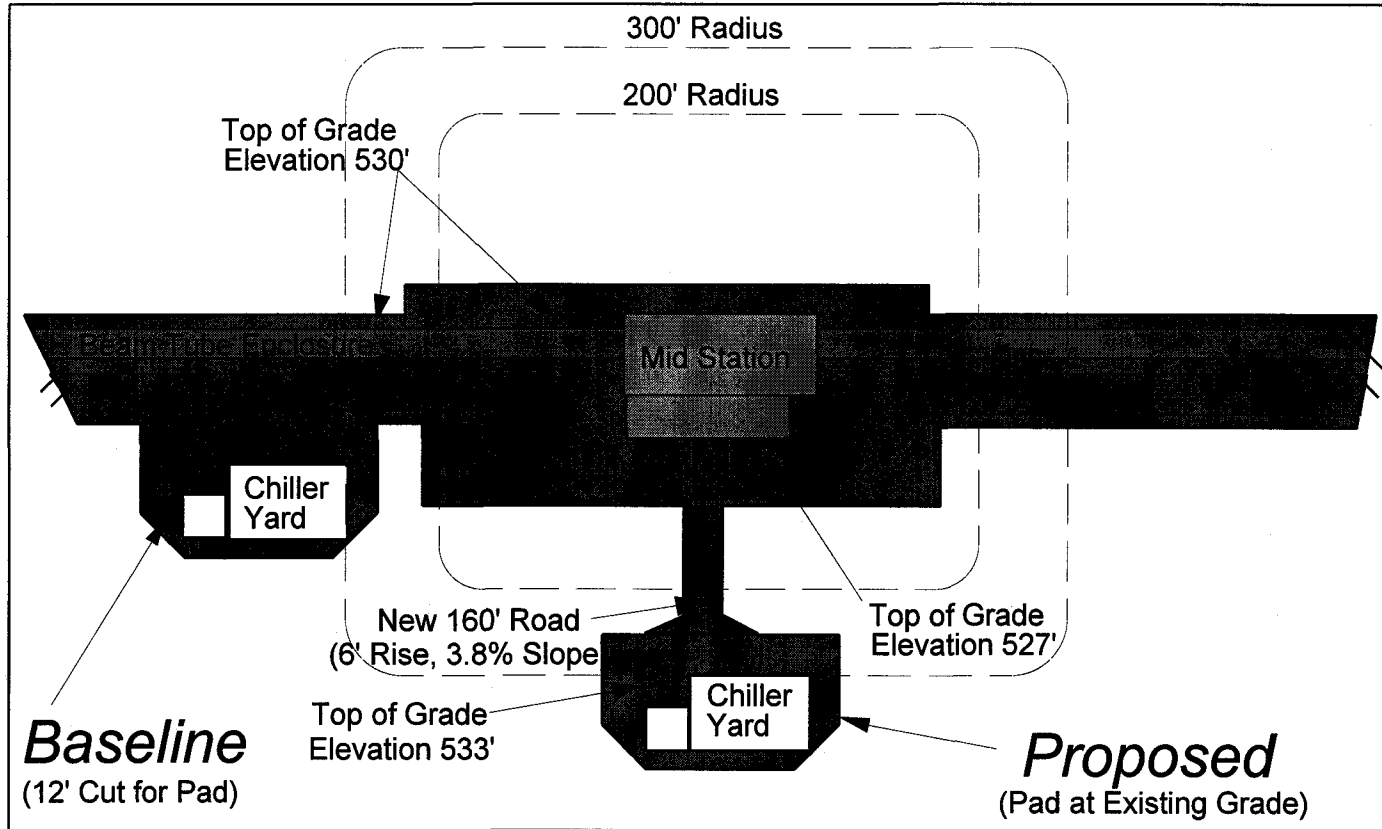 300' Radius
200' Radius
Top of Grade
Elevation 530'
Beam Tube Enclosure
Mid Station
Chiller
Yard
New 160' Road
(6' Rise, 3.8% Slope
Top of Grade
Elevation 527'
Chiller
Yard
Top of Grade
Elevation 533'
Baseline
(12' Cut for Pad)
Proposed
(Pad at Existing Grade)